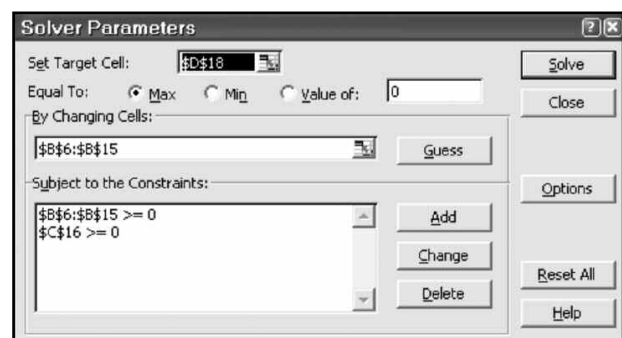 Solver Parameters
Set Target Cell: $D$18 Solve
Equal To: Max Min Value of: 0 Close
By Changing Cells:
$B$6:$B$15 Guess
Subject to the Constraints: Options
$B$6:$B$15 >= 0 Add
$C$16 >= 0
Change
Reset All
Delete
Help